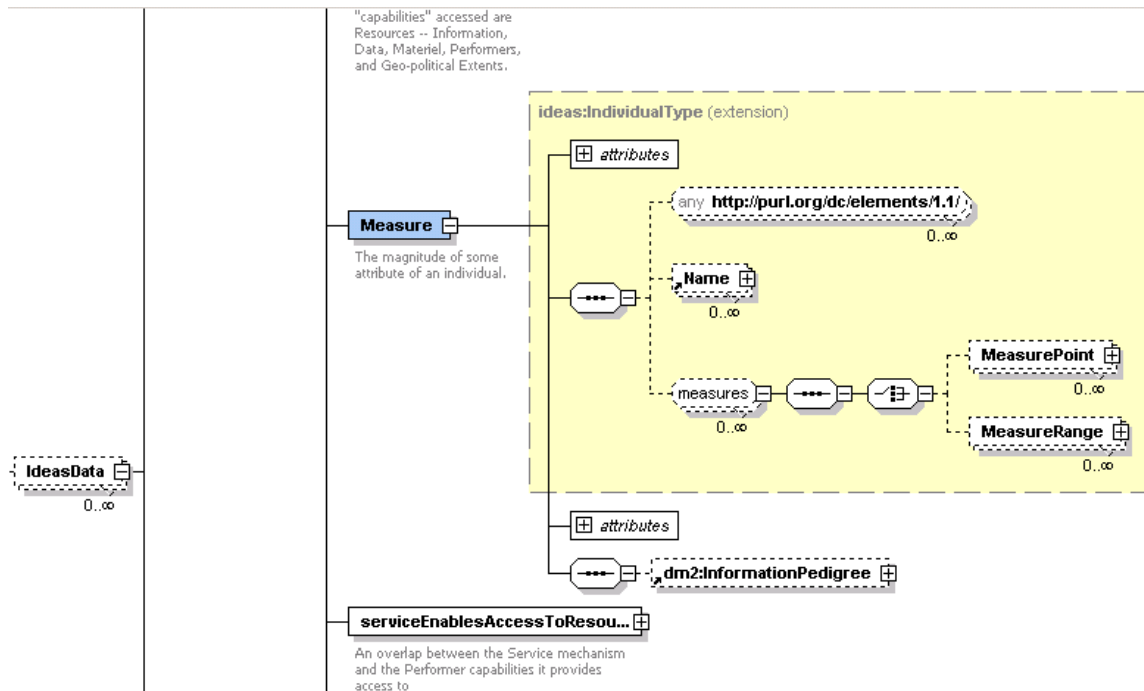 "capabilities" accessed are
Resources -- Information,
Data, Materiel, Performers,
and Geo-political Extents.
ideas:IndividualType (extension)
attributes
any http://purl.org/dc/elements/1.1/
0..∞
Measure
The magnitude of some
attribute of an individual.
Name
0..∞
MeasurePoint
0..∞
measures
0..∞
MeasureRange
0..∞
IdeasData
0..∞
attributes
dm2:InformationPedigree
serviceEnablesAccessToResou...
An overlap between the Service mechanism
and the Performer capabilities it provides
access to